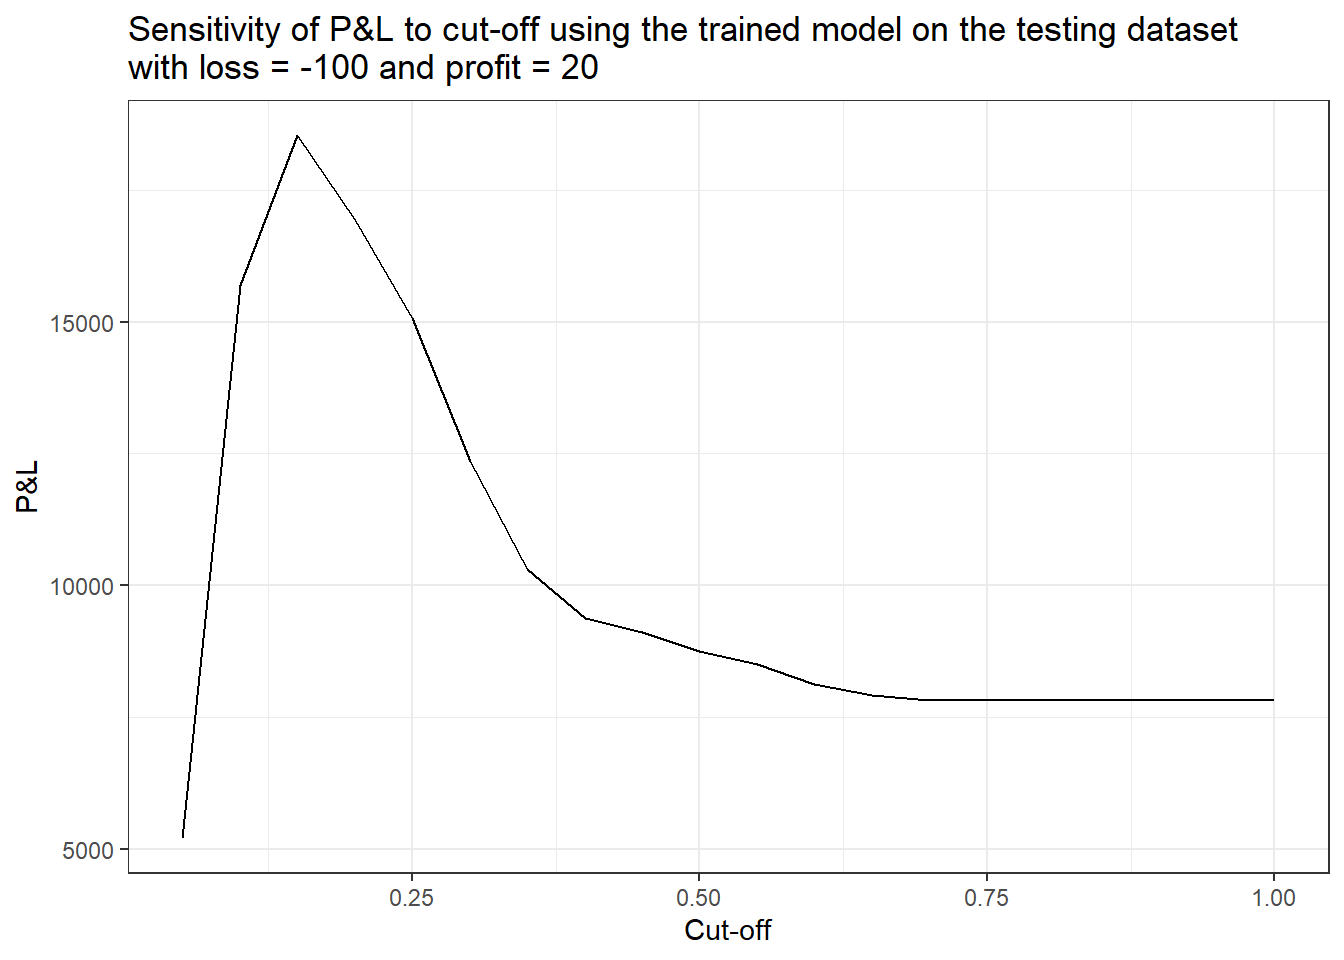 Sensitivity of P&L to cut-off using the trained model on the testing dataset
with loss = -100 and profit = 20
15000
10000
5000
P&L
0.25 0.50 0.75 1.00
Cut-off